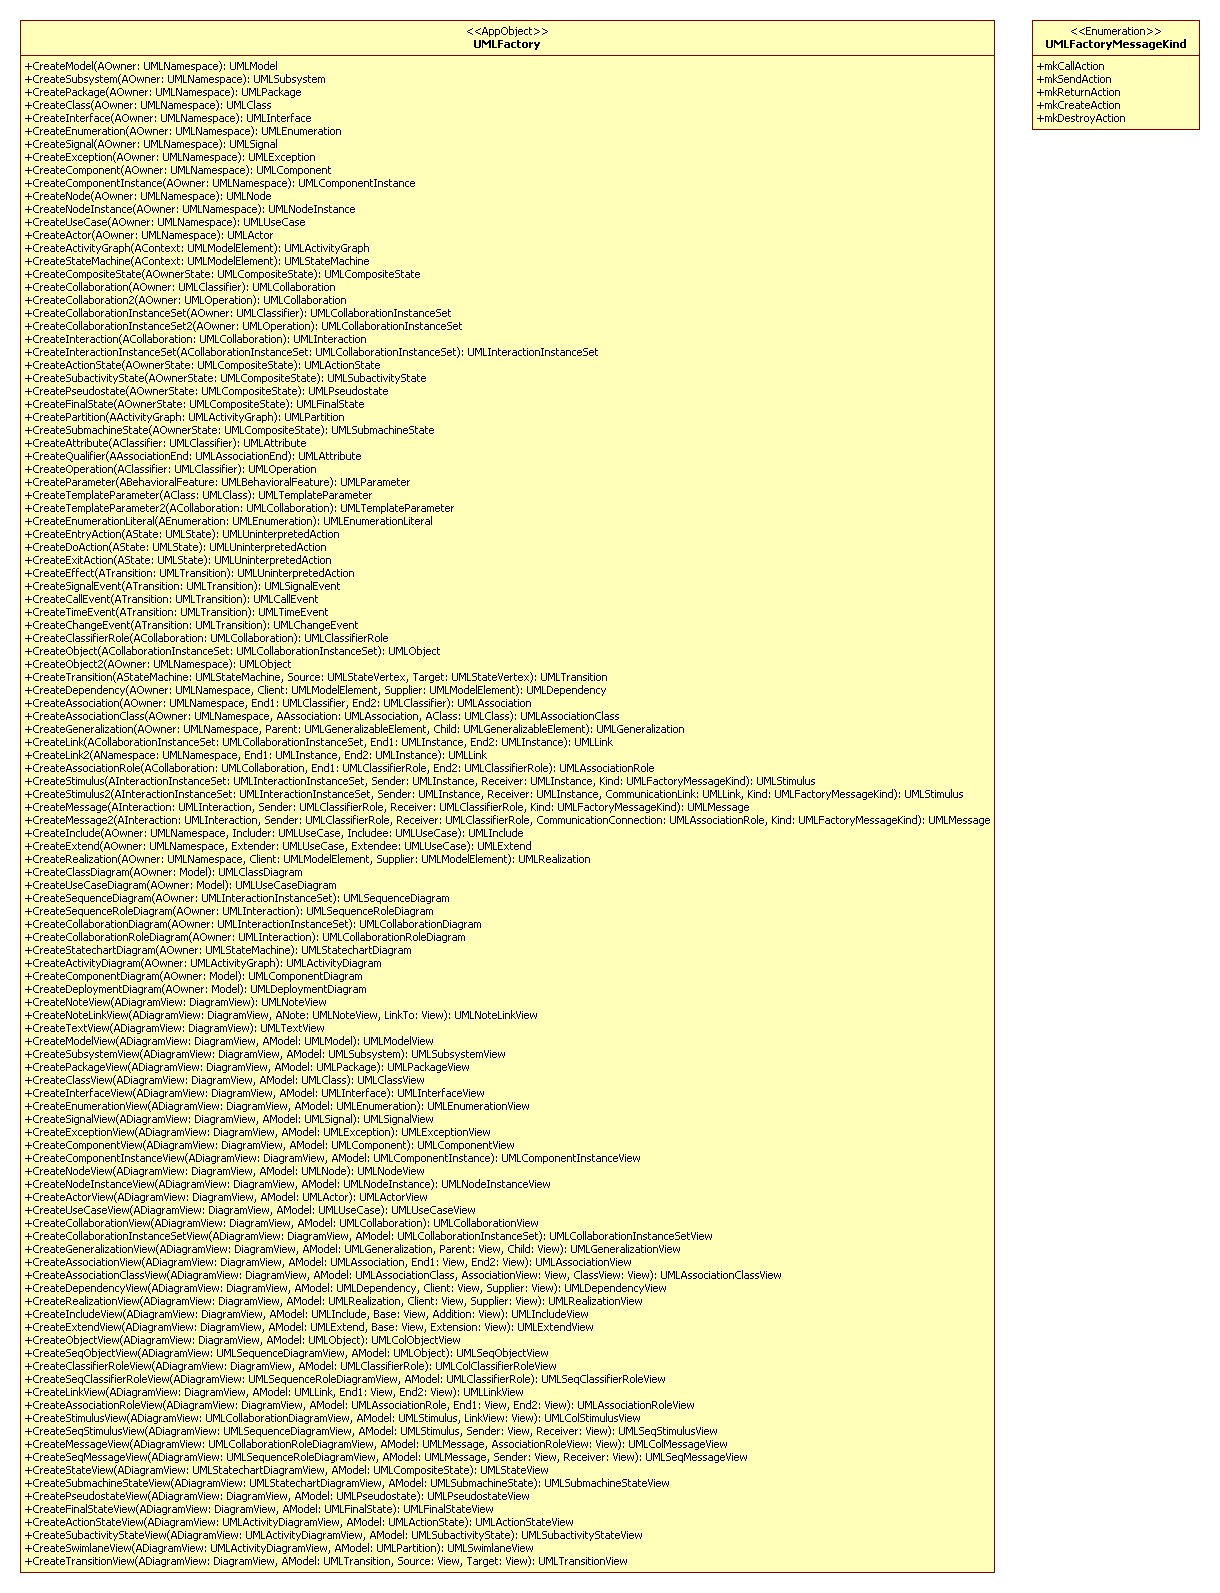 <<AppObject>>
UMLFactory
+CreateModel(AOwner: UMLNamespace): UMLModel
+CreateSubsystem(AOwner: UMLNamespace): UMLSubsystem
+CreatePackage(AOwner: UMLNamespace): UMLPackage
+CreateClass(AOwner: UMLNamespace): UMLClass
+CreateInterface(AOwner: UMLNamespace): UMLInterface
+CreateEnumeration(AOwner: UMLNamespace): UMLEnumeration
+CreateSignal(AOwner: UMLNamespace): UMLSignal
+CreateException(AOwner: UMLNamespace): UMLException
+CreateComponent(AOwner: UMLNamespace): UMLComponent
+CreateComponentInstance(AOwner: UMLNamespace): UMLComponentInstance
+CreateNode(AOwner: UMLNamespace): UMLNode
+CreateNodeInstance(AOwner: UMLNamespace): UMLNodeInstance
+CreateUseCase(AOwner: UMLNamespace): UMLUseCase
+CreateActor(AOwner: UMLNamespace): UMLActor
+CreateActivityGraph(AContext: UMLModelElement): UMLActivityGraph
+CreateStateMachine(AContext: UMLModelElement): UMLStateMachine
+CreateCompositeState(AOwnerState: UMLCompositeState): UMLCompositeState
+CreateCollaboration(AOwner: UMLClassifier): UMLCollaboration
+CreateCollaboration2(AOwner: UMLOperation): UMLCollaboration
+CreateCollaborationInstanceSet(AOwner: UMLClassifier): UMLCollaborationInstanceSet
+CreateCollaborationInstanceSet2(AOwner: UMLOperation): UMLCollaborationInstanceSet
+CreateInteraction(ACollaboration: UMLCollaboration): UMLInteraction
+CreateInteractionInstanceSet(ACollaborationInstanceSet: UMLCollaborationInstanceSet): UMLInteractionInstanceSet
+CreateActionState(AOwnerState: UMLCompositeState): UMLActionState
+CreateSubactivityState(AOwnerState: UMLCompositeState): UMLSubactivityState
+CreatePseudostate(AOwnerState: UMLCompositeState): UMLPseudostate
+CreateFinalState(AOwnerState: UMLCompositeState): UMLFinalState
+CreatePartition(AActivityGraph: UMLActivityGraph): UMLPartition
+CreateSubmachineState(AOwnerState: UMLCompositeState): UMLSubmachineState
+CreateAttribute(AClassifier: UMLClassifier): UMLAttribute
+CreateQualifier(AAssociationEnd: UMLAssociationEnd): UMLAttribute
+CreateOperation(AClassifier: UMLClassifier): UMLOperation
+CreateParameter(ABehavioralFeature: UMLBehavioralFeature): UMLParameter
+CreateTemplateParameter(AClass: UMLClass): UMLTemplateParameter
+CreateTemplateParameter2(ACollaboration: UMLCollaboration): UMLTemplateParameter
+CreateEnumerationLiteral(AEnumeration: UMLEnumeration): UMLEnumerationLiteral
+CreateEntryAction(AState: UMLState): UMLUninterpretedAction
+CreateDoAction(AState: UMLState): UMLUninterpretedAction
+CreateExitAction(AState: UMLState): UMLUninterpretedAction
+CreateEffect(ATransition: UMLTransition): UMLUninterpretedAction
+CreateSignalEvent(ATransition: UMLTransition): UMLSignalEvent
+CreateCallEvent(ATransition: UMLTransition): UMLCallEvent
+CreateTimeEvent(ATransition: UMLTransition): UMLTimeEvent
+CreateChangeEvent(ATransition: UMLTransition): UMLChangeEvent
+CreateClassifierRole(ACollaboration: UMLCollaboration): UMLClassifierRole
+CreateObject(ACollaborationInstanceSet: UMLCollaborationInstanceSet): UMLObject
+CreateObject2(AOwner: UMLNamespace): UMLObject
+CreateTransition(AStateMachine: UMLStateMachine, Source: UMLStateVertex, Target: UMLStateVertex): UMLTransition
+CreateDependency(AOwner: UMLNamespace, Client: UMLModelElement, Supplier: UMLModelElement): UMLDependency
+CreateAssociation(AOwner: UMLNamespace, End1: UMLClassifier, End2: UMLClassifier): UMLAssociation
+CreateAssociationClass(AOwner: UMLNamespace, AAssociation: UMLAssociation, AClass: UMLClass): UMLAssociationClass
+CreateGeneralization(AOwner: UMLNamespace, Parent: UMLGeneralizableElement, Child: UMLGeneralizableElement): UMLGeneralization
+CreateLink(ACollaborationInstanceSet: UMLCollaborationInstanceSet, End1: UMLInstance, End2: UMLInstance): UMLLink
+CreateLink2(ANamespace: UMLNamespace, End1: UMLInstance, End2: UMLInstance): UMLLink
+CreateAssociationRole(ACollaboration: UMLCollaboration, End1: UMLClassifierRole, End2: UMLClassifierRole): UMLAssociationRole
+CreateStimulus(AInteractionInstanceSet: UMLInteractionInstanceSet, Sender: UMLInstance, Receiver: UMLInstance, Kind: UMLFactoryMessageKind): UMLStimulus
+CreateStimulus2(AInteractionInstanceSet: UMLInteractionInstanceSet, Sender: UMLInstance, Receiver: UMLInstance, CommunicationLink: UMLLink, Kind: UMLFactoryMessageKind): UMLStimulus
+CreateMessage(AInteraction: UMLInteraction, Sender: UMLClassifierRole, Receiver: UMLClassifierRole, Kind: UMLFactoryMessageKind): UMLMessage
+CreateMessage2(AInteraction: UMLInteraction, Sender: UMLClassifierRole, Receiver: UMLClassifierRole, CommunicationConnection: UMLAssociationRole, Kind: UMLFactoryMessageKind): UMLMessage
+CreateInclude(AOwner: UMLNamespace, Includer: UMLUseCase, Includee: UMLUseCase): UMLInclude
+CreateExtend(AOwner: UMLNamespace, Extender: UMLUseCase, Extendee: UMLUseCase): UMLExtend
+CreateRealization(AOwner: UMLNamespace, Client: UMLModelElement, Supplier: UMLModelElement): UMLRealization
+CreateClassDiagram(AOwner: Model): UMLClassDiagram
+CreateUseCaseDiagram(AOwner: Model): UMLUseCaseDiagram
+CreateSequenceDiagram(AOwner: UMLInteractionInstanceSet): UMLSequenceDiagram
+CreateSequenceRoleDiagram(AOwner: UMLInteraction): UMLSequenceRoleDiagram
+CreateCollaborationDiagram(AOwner: UMLInteractionInstanceSet): UMLCollaborationDiagram
+CreateCollaborationRoleDiagram(AOwner: UMLInteraction): UMLCollaborationRoleDiagram
+CreateStatechartDiagram(AOwner: UMLStateMachine): UMLStatechartDiagram
+CreateActivityDiagram(AOwner: UMLActivityGraph): UMLActivityDiagram
+CreateComponentDiagram(AOwner: Model): UMLComponentDiagram
+CreateDeploymentDiagram(AOwner: Model): UMLDeploymentDiagram
+CreateNoteView(ADiagramView: DiagramView): UMLNoteView
+CreateNoteLinkView(ADiagramView: DiagramView, ANote: UMLNoteView, LinkTo: View): UMLNoteLinkView
+CreateTextView(ADiagramView: DiagramView): UMLTextView
+CreateModelView(ADiagramView: DiagramView, AModel: UMLModel): UMLModelView
+CreateSubsystemView(ADiagramView: DiagramView, AModel: UMLSubsystem): UMLSubsystemView
+CreatePackageView(ADiagramView: DiagramView, AModel: UMLPackage): UMLPackageView
+CreateClassView(ADiagramView: DiagramView, AModel: UMLClass): UMLClassView
+CreateInterfaceView(ADiagramView: DiagramView, AModel: UMLInterface): UMLInterfaceView
+CreateEnumerationView(ADiagramView: DiagramView, AModel: UMLEnumeration): UMLEnumerationView
+CreateSignalView(ADiagramView: DiagramView, AModel: UMLSignal): UMLSignalView
+CreateExceptionView(ADiagramView: DiagramView, AModel: UMLException): UMLExceptionView
+CreateComponentView(ADiagramView: DiagramView, AModel: UMLComponent): UMLComponentView
+CreateComponentInstanceView(ADiagramView: DiagramView, AModel: UMLComponentInstance): UMLComponentInstanceView
+CreateNodeView(ADiagramView: DiagramView, AModel: UMLNode): UMLNodeView
+CreateNodeInstanceView(ADiagramView: DiagramView, AModel: UMLNodeInstance): UMLNodeInstanceView
+CreateActorView(ADiagramView: DiagramView, AModel: UMLActor): UMLActorView
+CreateUseCaseView(ADiagramView: DiagramView, AModel: UMLUseCase): UMLUseCaseView
+CreateCollaborationView(ADiagramView: DiagramView, AModel: UMLCollaboration): UMLCollaborationView
+CreateCollaborationInstanceSetView(ADiagramView: DiagramView, AModel: UMLCollaborationInstanceSet): UMLCollaborationInstanceSetView
+CreateGeneralizationView(ADiagramView: DiagramView, AModel: UMLGeneralization, Parent: View, Child: View): UMLGeneralizationView
+CreateAssociationView(ADiagramView: DiagramView, AModel: UMLAssociation, End1: View, End2: View): UMLAssociationView
+CreateAssociationClassView(ADiagramView: DiagramView, AModel: UMLAssociationClass, AssociationView: View, ClassView: View): UMLAssociationClassView
+CreateDependencyView(ADiagramView: DiagramView, AModel: UMLDependency, Client: View, Supplier: View): UMLDependencyView
+CreateRealizationView(ADiagramView: DiagramView, AModel: UMLRealization, Client: View, Supplier: View): UMLRealizationView
+CreateIncludeView(ADiagramView: DiagramView, AModel: UMLInclude, Base: View, Addition: View): UMLIncludeView
+CreateExtendView(ADiagramView: DiagramView, AModel: UMLExtend, Base: View, Extension: View): UMLExtendView
+CreateObjectView(ADiagramView: DiagramView, AModel: UMLObject): UMLColObjectView
+CreateSeqObjectView(ADiagramView: UMLSequenceDiagramView, AModel: UMLObject): UMLSeqObjectView
+CreateClassifierRoleView(ADiagramView: DiagramView, AModel: UMLClassifierRole): UMLColClassifierRoleView
+CreateSeqClassifierRoleView(ADiagramView: UMLSequenceRoleDiagramView, AModel: UMLClassifierRole): UMLSeqClassifierRoleView
+CreateLinkView(ADiagramView: DiagramView, AModel: UMLLink, End1: View, End2: View): UMLLinkView
+CreateAssociationRoleView(ADiagramView: DiagramView, AModel: UMLAssociationRole, End1: View, End2: View): UMLAssociationRoleView
+CreateStimulusView(ADiagramView: UMLCollaborationDiagramView, AModel: UMLStimulus, LinkView: View): UMLColStimulusView
+CreateSeqStimulusView(ADiagramView: UMLSequenceDiagramView, AModel: UMLStimulus, Sender: View, Receiver: View): UMLSeqStimulusView
+CreateMessageView(ADiagramView: UMLCollaborationRoleDiagramView, AModel: UMLMessage, AssociationRoleView: View): UMLColMessageView
+CreateSeqMessageView(ADiagramView: UMLSequenceRoleDiagramView, AModel: UMLMessage, Sender: View, Receiver: View): UMLSeqMessageView
+CreateStateView(ADiagramView: UMLStatechartDiagramView, AModel: UMLCompositeState): UMLStateView
+CreateSubmachineStateView(ADiagramView: UMLStatechartDiagramView, AModel: UMLSubmachineState): UMLSubmachineStateView
+CreatePseudostateView(ADiagramView: DiagramView, AModel: UMLPseudostate): UMLPseudostateView
+CreateFinalStateView(ADiagramView: DiagramView, AModel: UMLFinalState): UMLFinalStateView
+CreateActionStateView(ADiagramView: UMLActivityDiagramView, AModel: UMLActionState): UMLActionStateView
+CreateSubactivityStateView(ADiagramView: UMLActivityDiagramView, AModel: UMLSubactivityState): UMLSubactivityStateView
+CreateSwimlaneView(ADiagramView: UMLActivityDiagramView, AModel: UMLPartition): UMLSwimlaneView
+CreateTransitionView(ADiagramView: DiagramView, AModel: UMLTransition, Source: View, Target: View): UMLTransitionView
<<Enumeration>>
UMLFactoryMessageKind
+mkCallAction
+mkSendAction
+mkReturnAction
+mkCreateAction
+mkDestroyAction